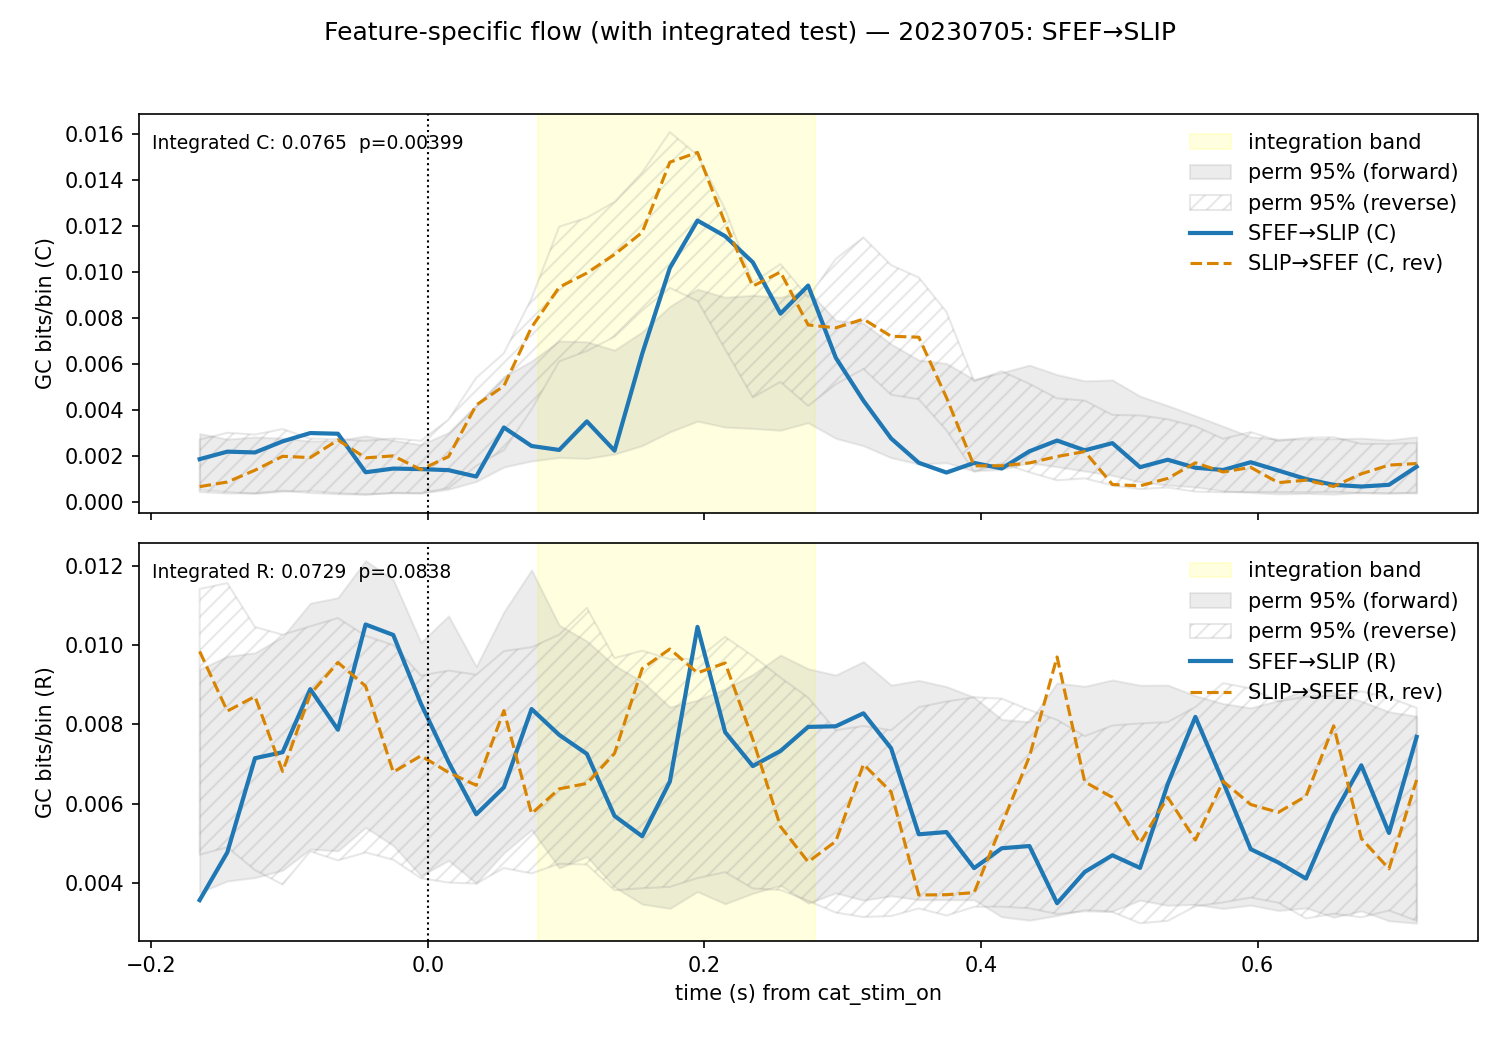 Feature-specific flow (with integrated test) — 20230705: SFEF→SLIP
Integrated C: 0.0765  p=0.00399
integration band
perm 95% (forward)
perm 95% (reverse)
SFEF→SLIP (C)
SLIP→SFEF (C, rev)
GC bits/bin (C)
0.016
0.014
0.012
0.010
0.008
0.006
0.004
0.002
0.000
Integrated R: 0.0729  p=0.0838
integration band
perm 95% (forward)
perm 95% (reverse)
SFEF→SLIP (R)
SLIP→SFEF (R, rev)
GC bits/bin (R)
0.012
0.010
0.008
0.006
0.004
−0.2
0.0
0.2
0.4
0.6
time (s) from cat_stim_on